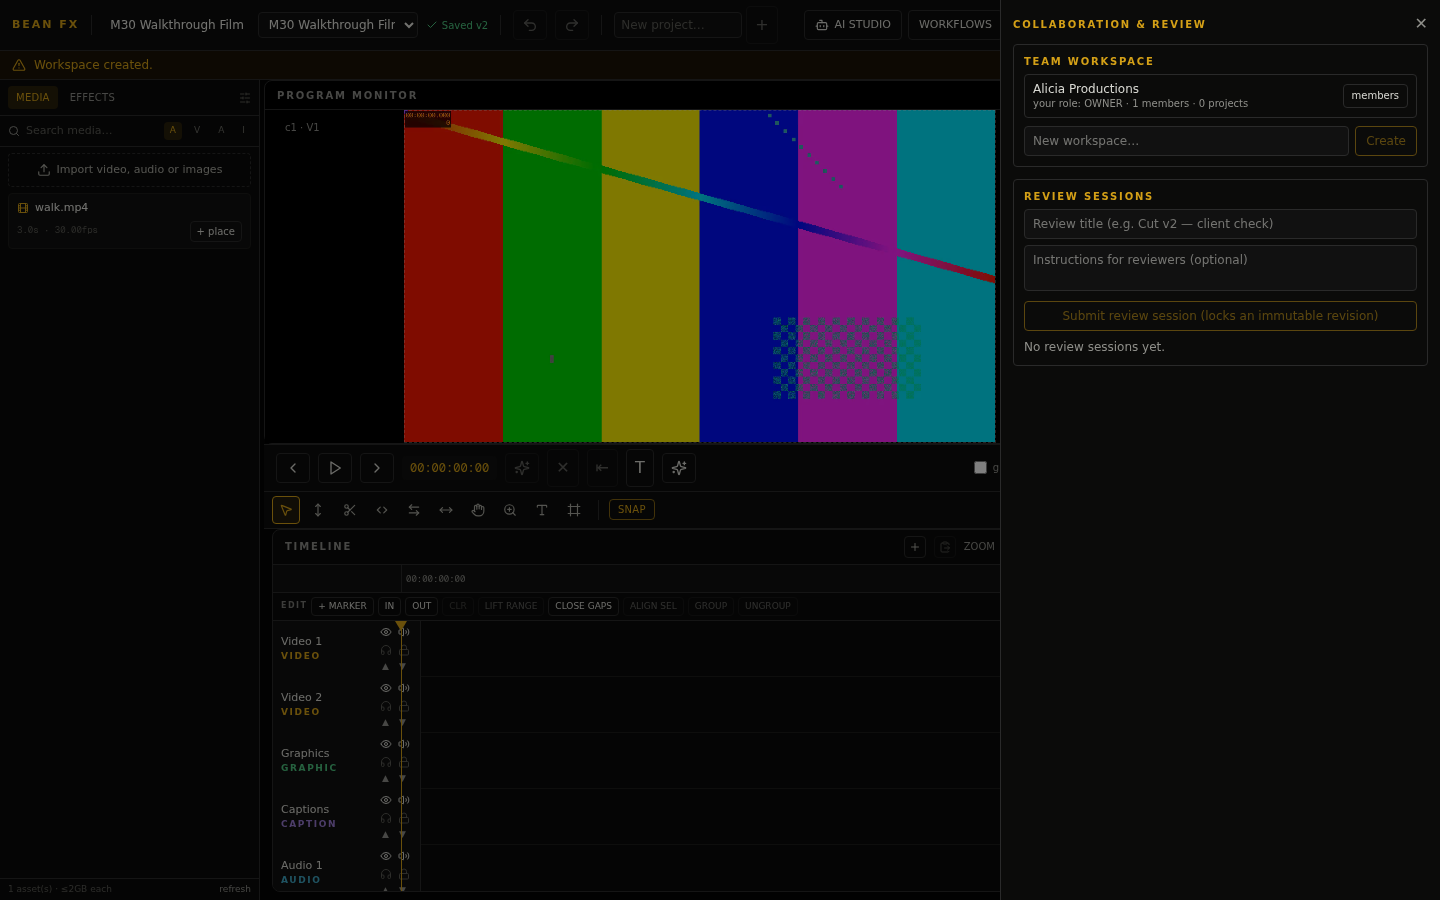 BEAN FX
M30 Walkthrough Film
M30 Walkthrough Filr
Saved v2
New project...
+
AI STUDIO
WORKFLOWS
Workspace created.
MEDIA
EFFECTS
Search media...
A
V
A
I
Import video, audio or images
walk.mp4
3.0s · 30.00fps
+ place
1 asset(s) · ≤2GB each
refresh
PROGRAM MONITOR
c1 · V1
00:00:00.000
0
00:00:00:00
T
SNAP
TIMELINE
+
ZOOM
00:00:00:00
EDIT
+ MARKER
IN
OUT
CLR
LIFT RANGE
CLOSE GAPS
ALIGN SEL
GROUP
UNGROUP
Video 1
VIDEO
Video 2
VIDEO
Graphics
GRAPHIC
Captions
CAPTION
Audio 1
AUDIO
COLLABORATION & REVIEW
TEAM WORKSPACE
Alicia Productions
your role: OWNER · 1 members · 0 projects
members
New workspace...
Create
REVIEW SESSIONS
Review title (e.g. Cut v2 — client check)
Instructions for reviewers (optional)
Submit review session (locks an immutable revision)
No review sessions yet.